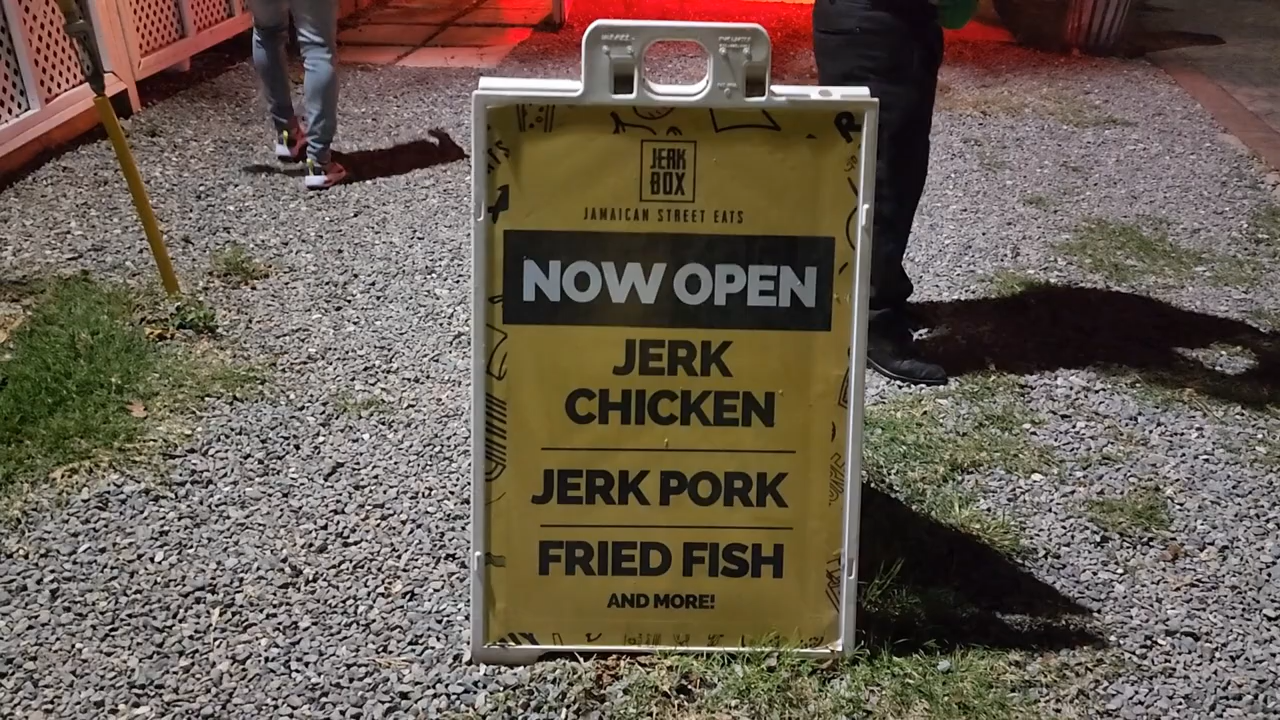 JERK
BOX
JAMAICAN STREET EATS
NOW OPEN
JERK
CHICKEN
JERK PORK
FRIED FISH
AND MORE!